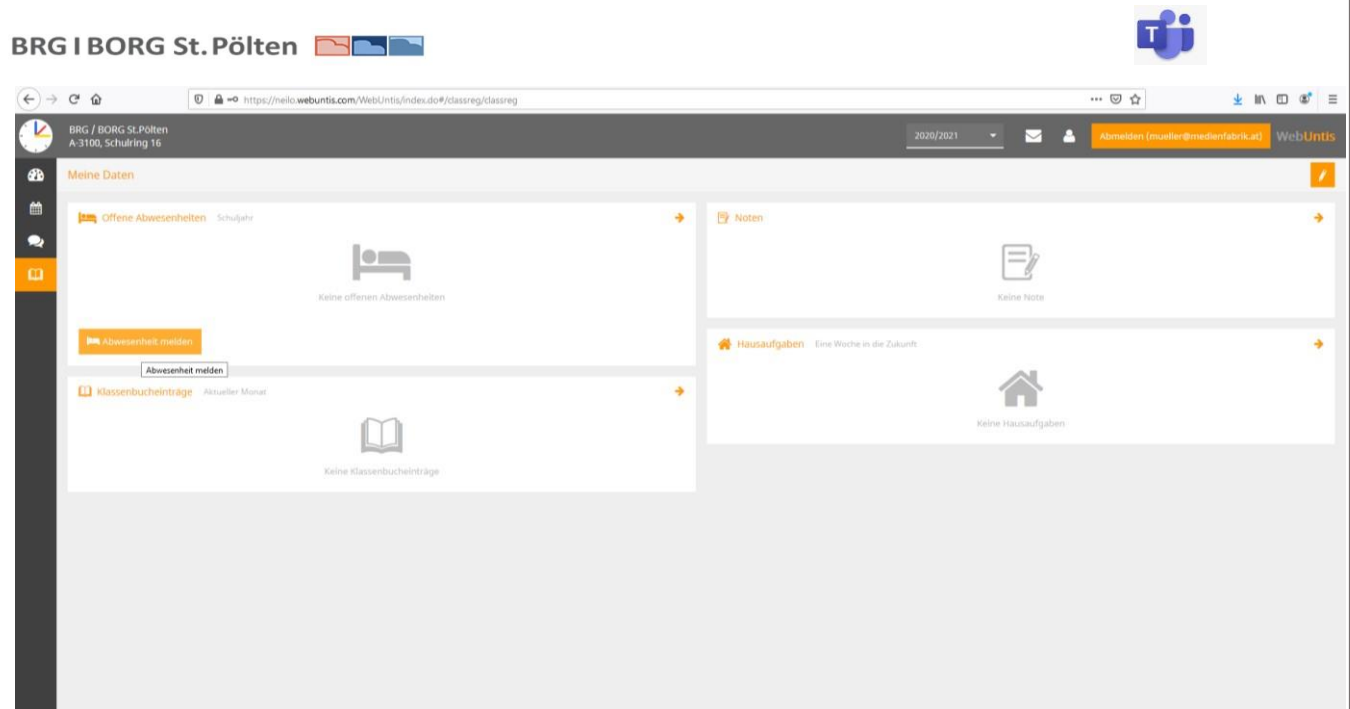 BRG I BORG St. Pölten
T
https://neilo.webuntis.com/WebUntis/index.do#/classreg/classreg
BRG / BORG St.Pölten
A-3100, Schulring 16
2020/2021
Abmelden (mueller@medienfabrik.at)
WebUntis
Meine Daten
Offene Abwesenheiten Schuljahr
Keine offenen Abwesenheiten
Abwesenheit melden
Abwesenheit melden
Klassenbucheinträge Aktueller Monat
Keine Klassenbucheinträge
Noten
Keine Note
Hausaufgaben Eine Woche in die Zukunft
Keine Hausaufgaben